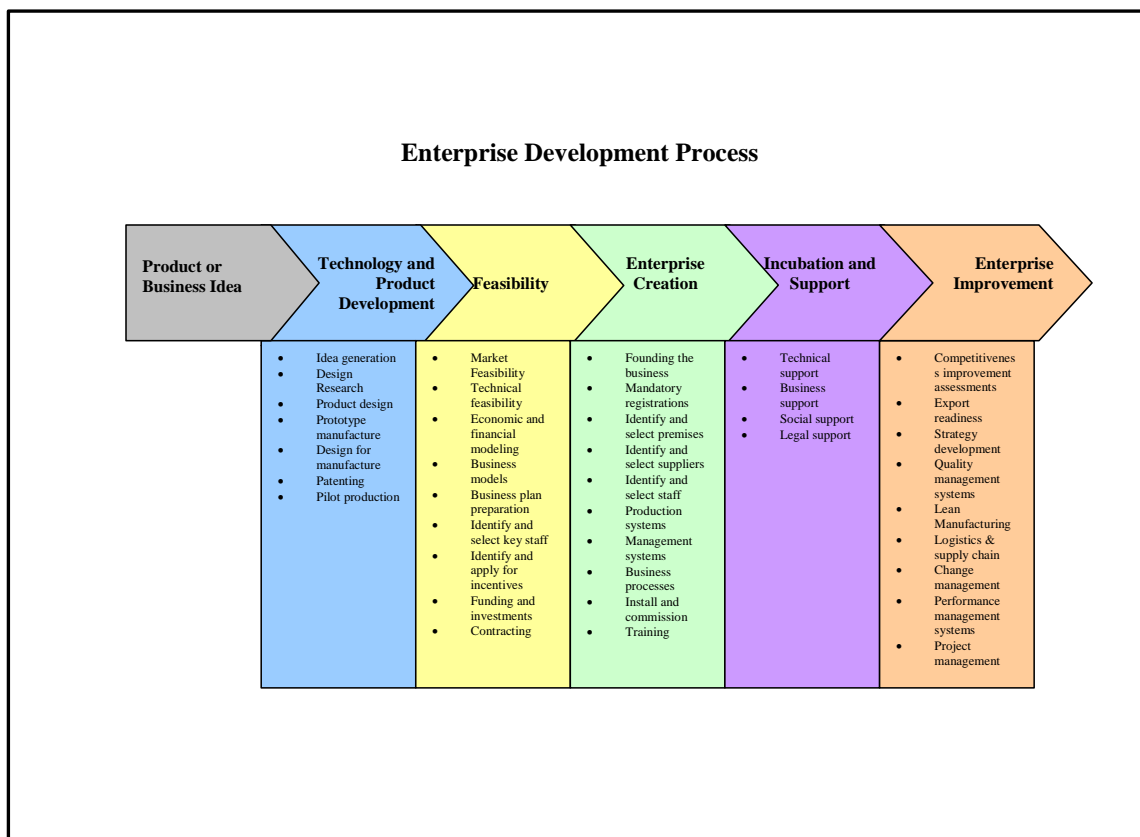 Enterprise Development Process
Product or
Business Idea
Technology and
Product
Development
Feasibility
Enterprise
Creation
Incubation and
Support
Enterprise
Improvement
• Idea generation
• Design
Research
• Product design
• Prototype
manufacture
• Design for
manufacture
• Patenting
• Pilot production
• Market
Feasibility
• Technical
feasibility
• Economic and
financial
modeling
• Business
models
• Business plan
preparation
• Identify and
select key staff
• Identify and
apply for
incentives
• Funding and
investments
• Contracting
• Founding the
business
• Mandatory
registrations
• Identify and
select premises
• Identify and
select suppliers
• Identify and
select staff
• Production
systems
• Management
systems
• Business
processes
• Install and
commission
• Training
• Technical
support
• Business
support
• Social support
• Legal support
• Competitivenes
s improvement
assessments
• Export
readiness
• Strategy
development
• Quality
management
systems
• Lean
Manufacturing
• Logistics &
supply chain
• Change
management
• Performance
management
systems
• Project
management